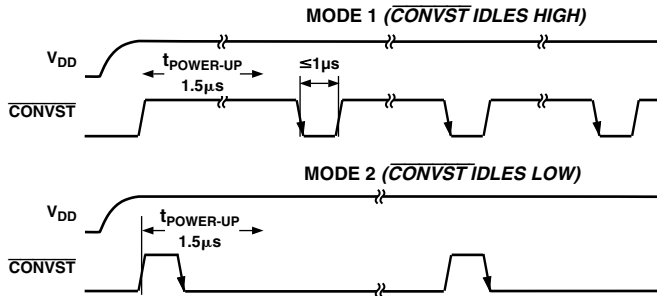 MODE 1 (CONVST IDLES HIGH)
VDD
tPOWER-UP
1.5µs
≤1µs
CONVST
MODE 2 (CONVST IDLES LOW)
VDD
tPOWER-UP
1.5µs
CONVST